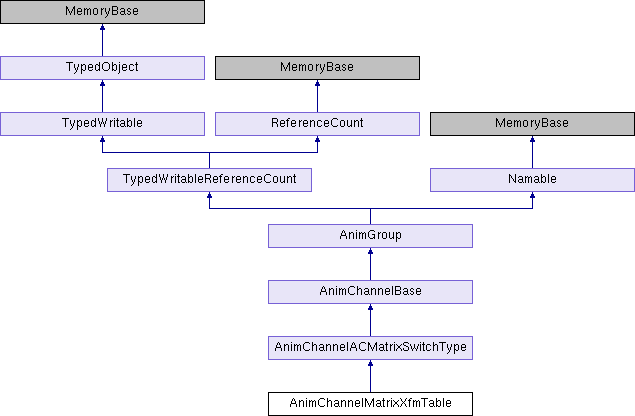 MemoryBase
TypedObject
MemoryBase
TypedWritable
ReferenceCount
MemoryBase
TypedWritableReferenceCount
Namable
AnimGroup
AnimChannelBase
AnimChannelACMatrixSwitchType
AnimChannelMatrixXfmTable